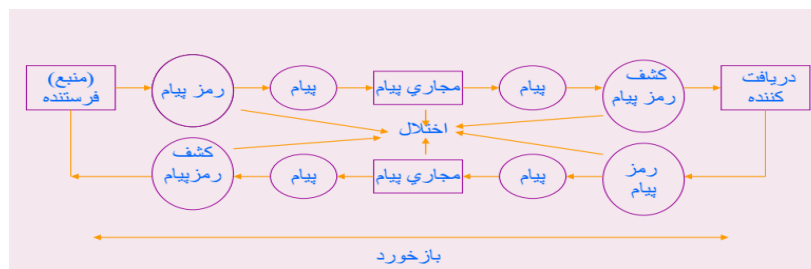 (منبع)
فرستنده
رمز پيام
پيام
مجاري پيام
پيام
كشف
رمز پيام
دريافت
كننده
اختلال
كشف
رمزپيام
پيام
مجاري پيام
پيام
رمز
پيام
بازخورد